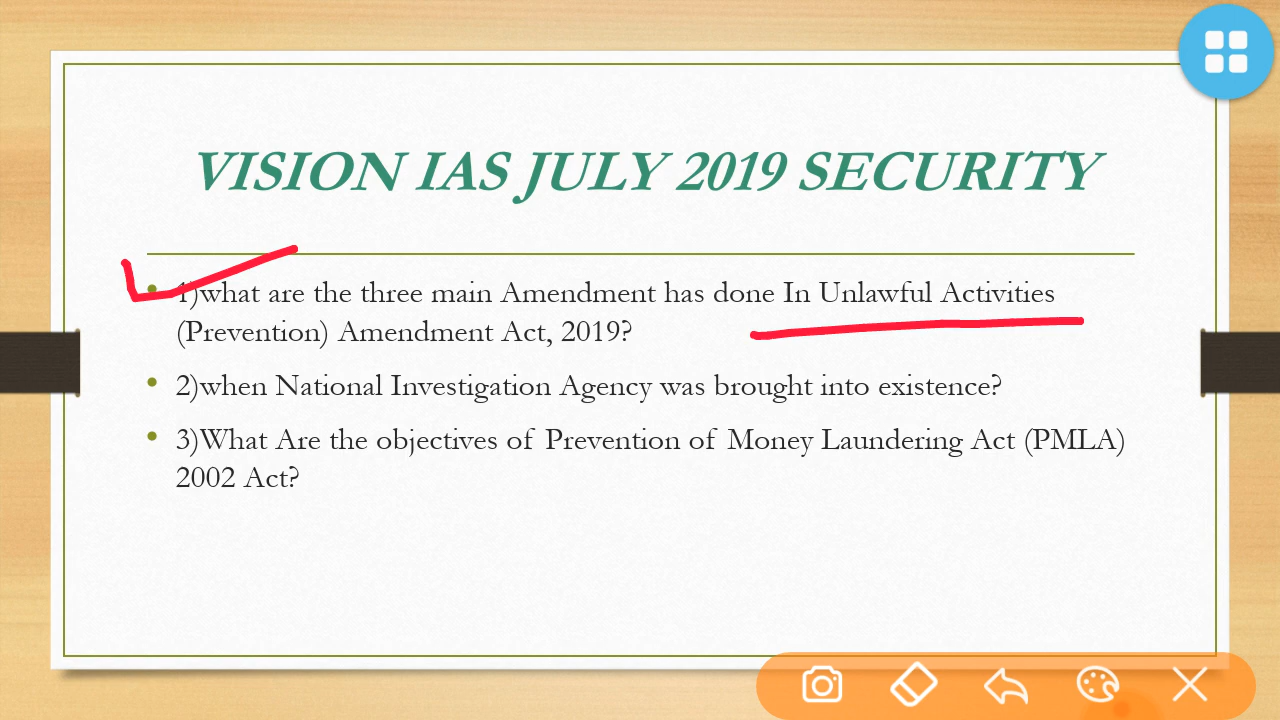 VISION IAS JULY 2019 SECURITY
1)what are the three main Amendment has done In Unlawful Activities
(Prevention) Amendment Act, 2019?
2)when National Investigation Agency was brought into existence?
3)What Are the objectives of Prevention of Money Laundering Act (PMLA)
2002 Act?